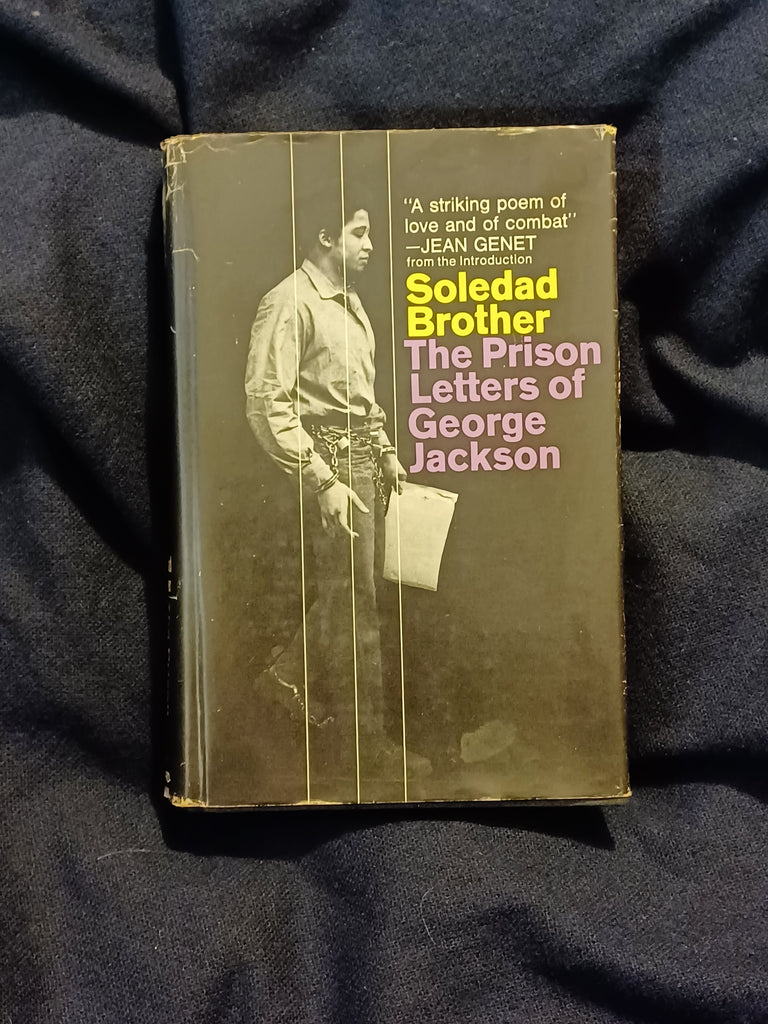 "A striking poem of
love and of combat"
—JEAN GENET
from the Introduction
Soledad
Brother
The Prison
Letters of
George
Jackson